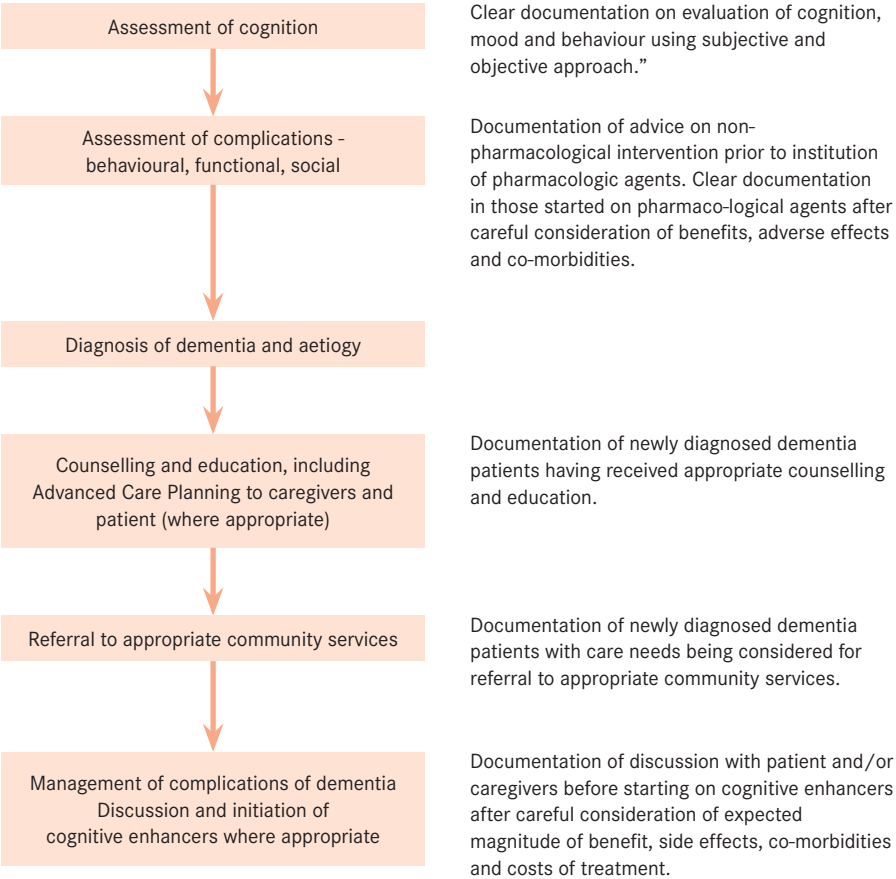 Assessment of cognition
Clear documentation on evaluation of cognition,
mood and behaviour using subjective and
objective approach.”
Assessment of complications -
behavioural, functional, social
Documentation of advice on non-
pharmacological intervention prior to institution
of pharmacologic agents. Clear documentation
in those started on pharmaco-logical agents after
careful consideration of benefits, adverse effects
and co-morbidities.
Diagnosis of dementia and aetiogy
Counselling and education, including
Advanced Care Planning to caregivers and
patient (where appropriate)
Documentation of newly diagnosed dementia
patients having received appropriate counselling
and education.
Referral to appropriate community services
Documentation of newly diagnosed dementia
patients with care needs being considered for
referral to appropriate community services.
Management of complications of dementia
Discussion and initiation of
cognitive enhancers where appropriate
Documentation of discussion with patient and/or
caregivers before starting on cognitive enhancers
after careful consideration of expected
magnitude of benefit, side effects, co-morbidities
and costs of treatment.